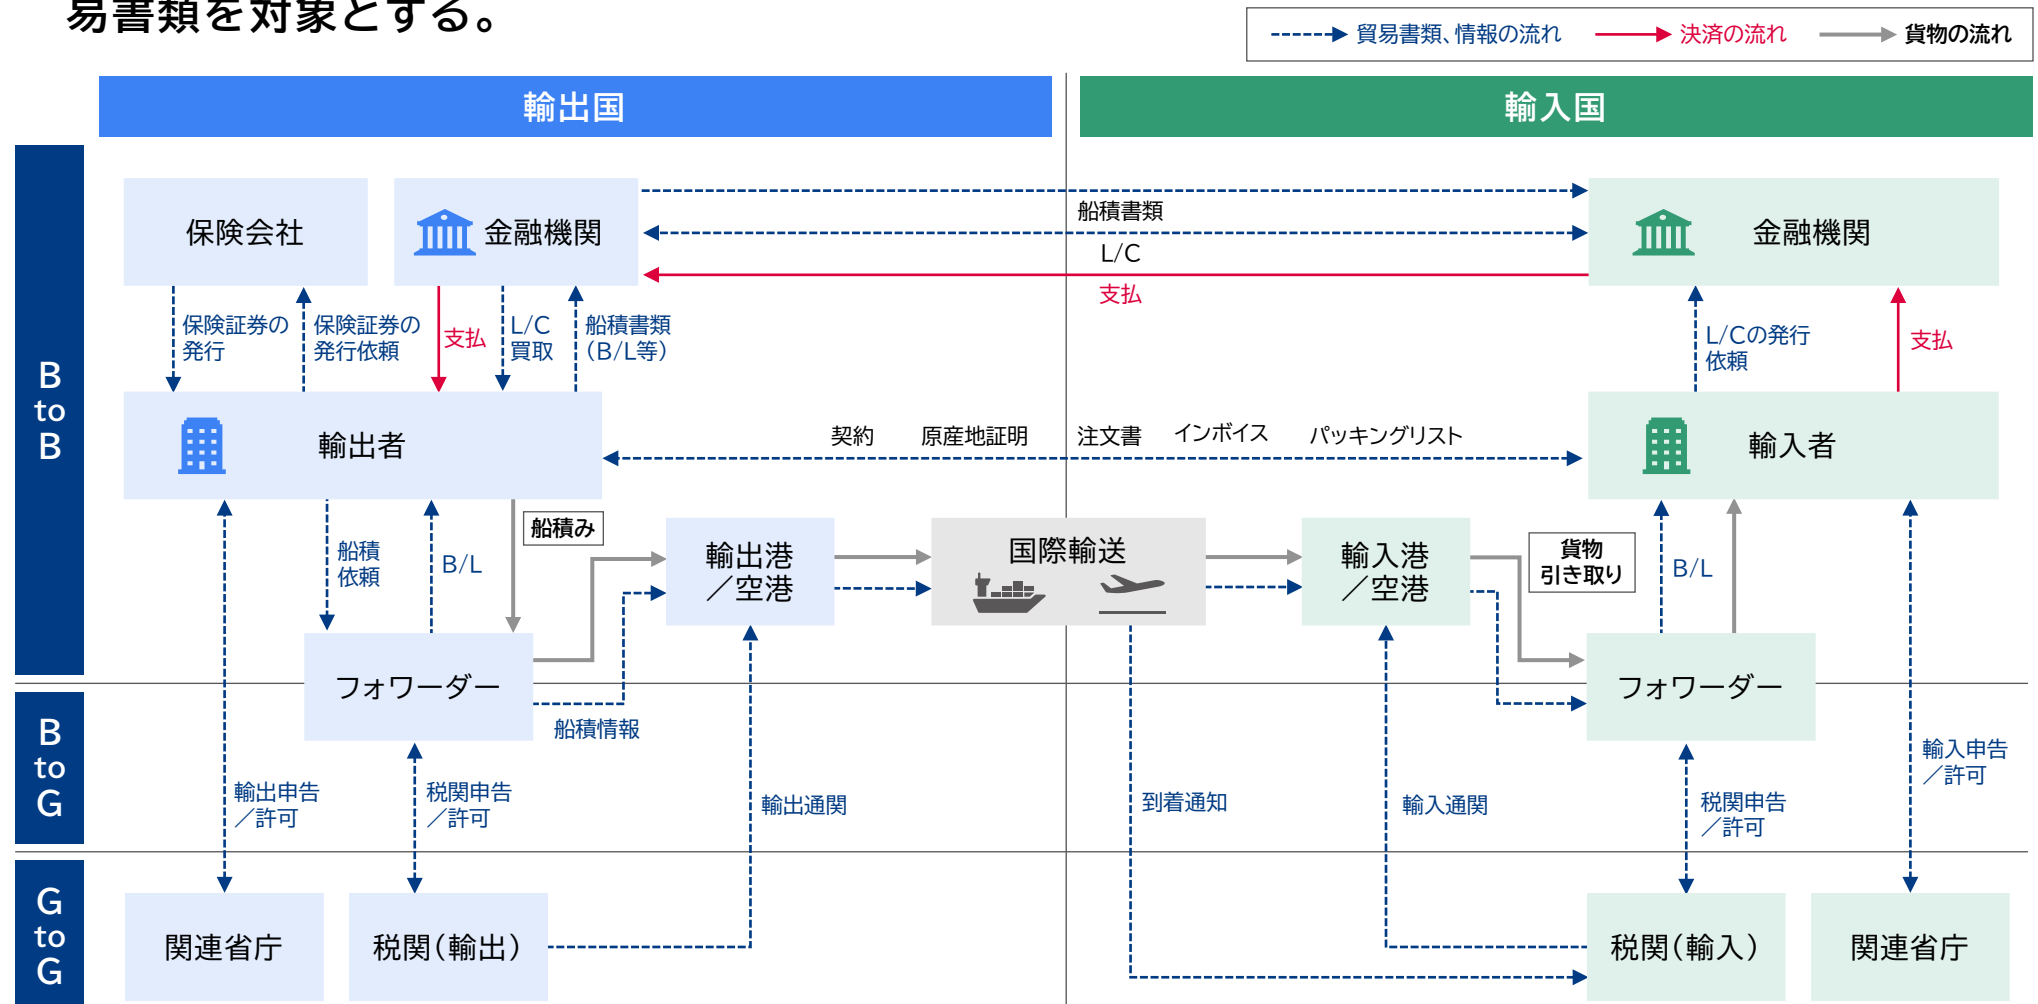 易書類を対象とする。
貿易書類、情報の流れ
決済の流れ
貨物の流れ
輸出国
輸入国
B
to
B
保険会社
金融機関
船積書類
L/C
支払
金融機関
保険証券の
発行
保険証券の
発行依頼
支払
L/C
買取
船積書類
(B/L等)
L/Cの発行
依頼
支払
輸出者
契約
原産地証明
注文書
インボイス
パッキングリスト
輸入者
船積
依頼
B/L
船積み
輸出港
／空港
国際輸送
輸入港
／空港
貨物
引き取り
B/L
フォワーダー
船積情報
フォワーダー
B
to
G
輸出申告
／許可
税関申告
／許可
輸出通関
到着通知
輸入通関
税関申告
／許可
輸入申告
／許可
G
to
G
関連省庁
税関(輸出)
税関(輸入)
関連省庁